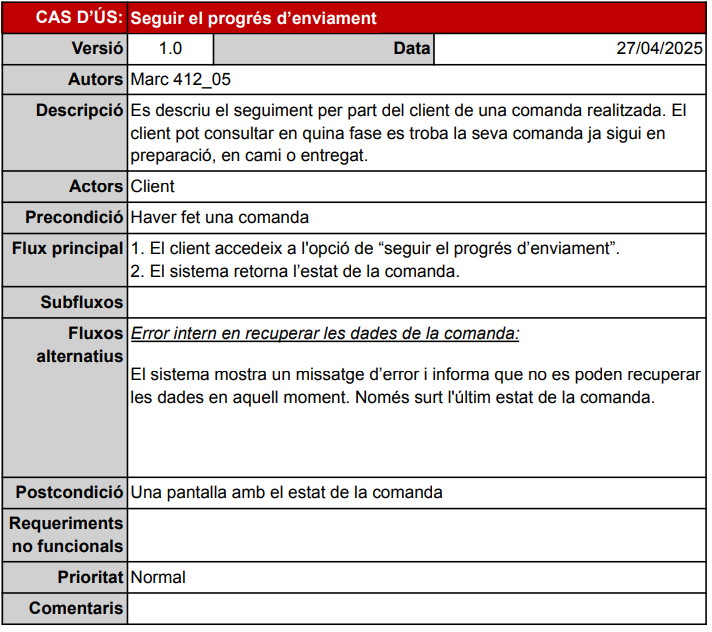 CAS D’ÚS: Seguir el progrés d’enviament
Versió 1.0 Data 27/04/2025
Autors Marc 412_05
Descripció Es descriu el seguiment per part del client de una comanda realitzada. El
client pot consultar en quina fase es troba la seva comanda ja sigui en
preparació, en cami o entregat.
Actors Client
Precondició Haver fet una comanda
Flux principal 1. El client accedeix a l'opció de “seguir el progrés d’enviament”.
2. El sistema retorna l’estat de la comanda.
Subfluxos
Fluxos Error intern en recuperar les dades de la comanda:
alternatius
El sistema mostra un missatge d’error i informa que no es poden recuperar
les dades en aquell moment. Només surt l'últim estat de la comanda.
Postcondició Una pantalla amb el estat de la comanda
Requeriments
no funcionals
Prioritat Normal
Comentaris